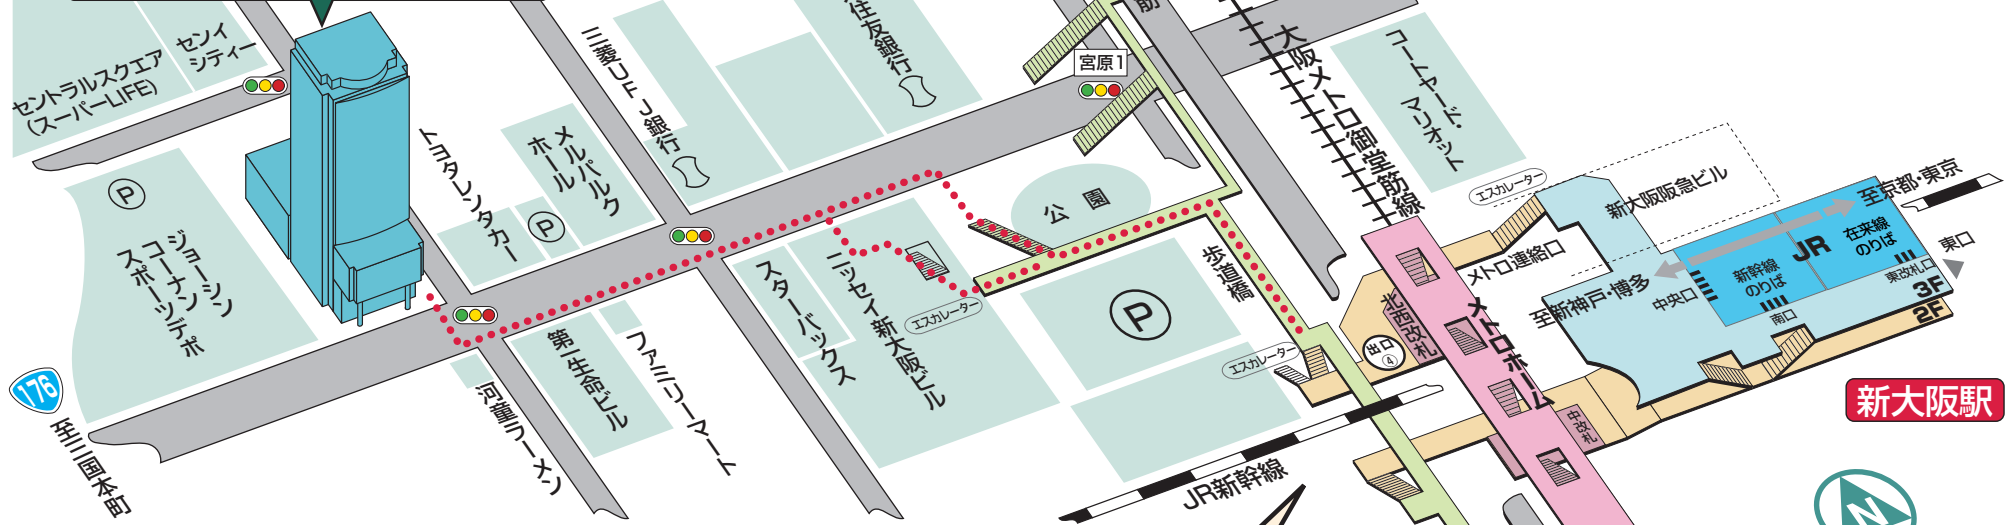 センイ
シティー
セントラルスクエア
(スーパーLIFE)
三菱UFJ銀行
住友銀行
筋
宮原1
大阪メトロ御堂筋線
コートヤード・
マリオット
トヨタレンタカー
メルパルク
ホール
P
P
公園
エスカレーター
新大阪阪急ビル
至京都・東京
ジョーシン
コーナンツデポ
スポーツ
スターバックス
ニッセイ新大阪ビル
エスカレーター
歩道橋
P
メトロ連絡口
北西改札
メトロホーム
出口
④
エスカレーター
至新神戸・博多
中央口
新幹線
のりば
JR
在来線
のりば
東改札口
東口
南口
3F
2F
新大阪駅
中改札
176
至三国本町
河童ラーメン
第一生命ビル
ファミリーマート
JR新幹線
N